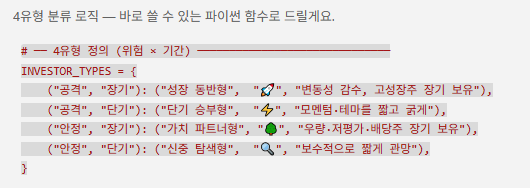 4유형 분류 로직 — 바로 쓸 수 있는 파이썬 함수로 드릴게요.
# ── 4유형 정의 (위험 × 기간) ──────────────────────────────
INVESTOR_TYPES = {
("공격", "장기"): ("성장 동반형", "🚀", "변동성 감수, 고성장주 장기 보유"),
("공격", "단기"): ("단기 승부형", "⚡", "모멘텀·테마를 짧고 굵게"),
("안정", "장기"): ("가치 파트너형", "🌳", "우량·저평가·배당주 장기 보유"),
("안정", "단기"): ("신중 탐색형", "🔍", "보수적으로 짧게 관망"),
}